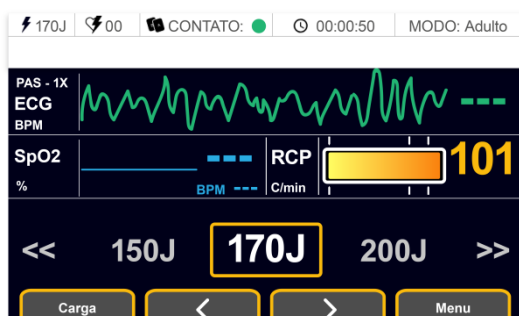 170J 00 CONTATO: 00:00:50 MODO: Adulto
PAS - 1X
ECG ---
BPM
SpO2 --- RCP 101
% BPM --- C/min
<< 150J 170J 200J >>
Carga < > Menu